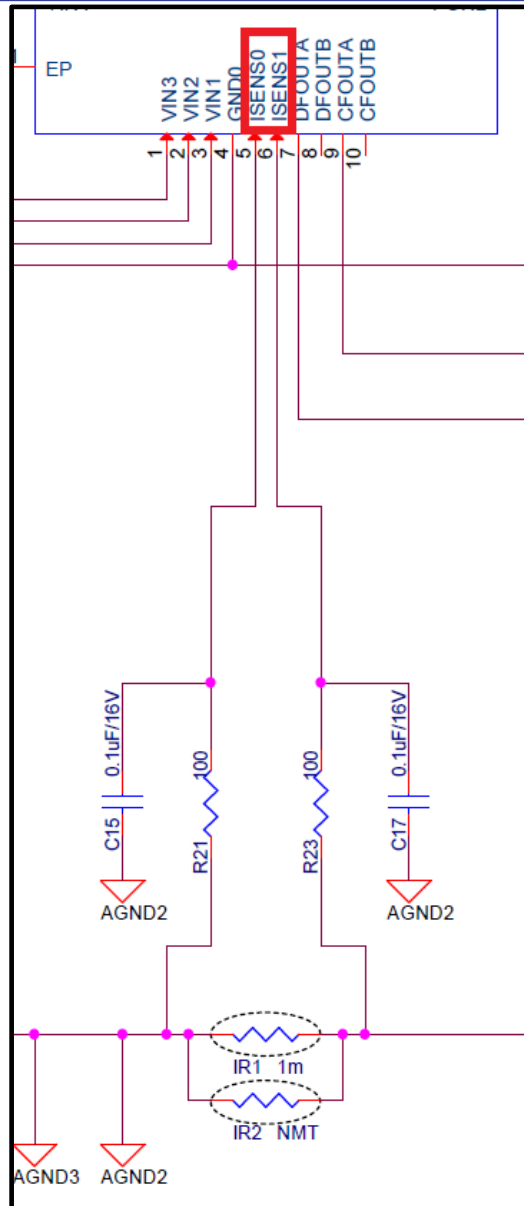 EP
VIN3
VIN2
VIN1
GND0
ISENS0
ISENS1
DFOUTA
DFOUTB
CFOUTA
CFOUTB
1
2
3
4
5
6
7
8
9
10
0.1uF/16V
C15
100
R21
100
R23
0.1uF/16V
C17
AGND2
AGND2
IR1 1m
IR2 NMT
AGND3
AGND2